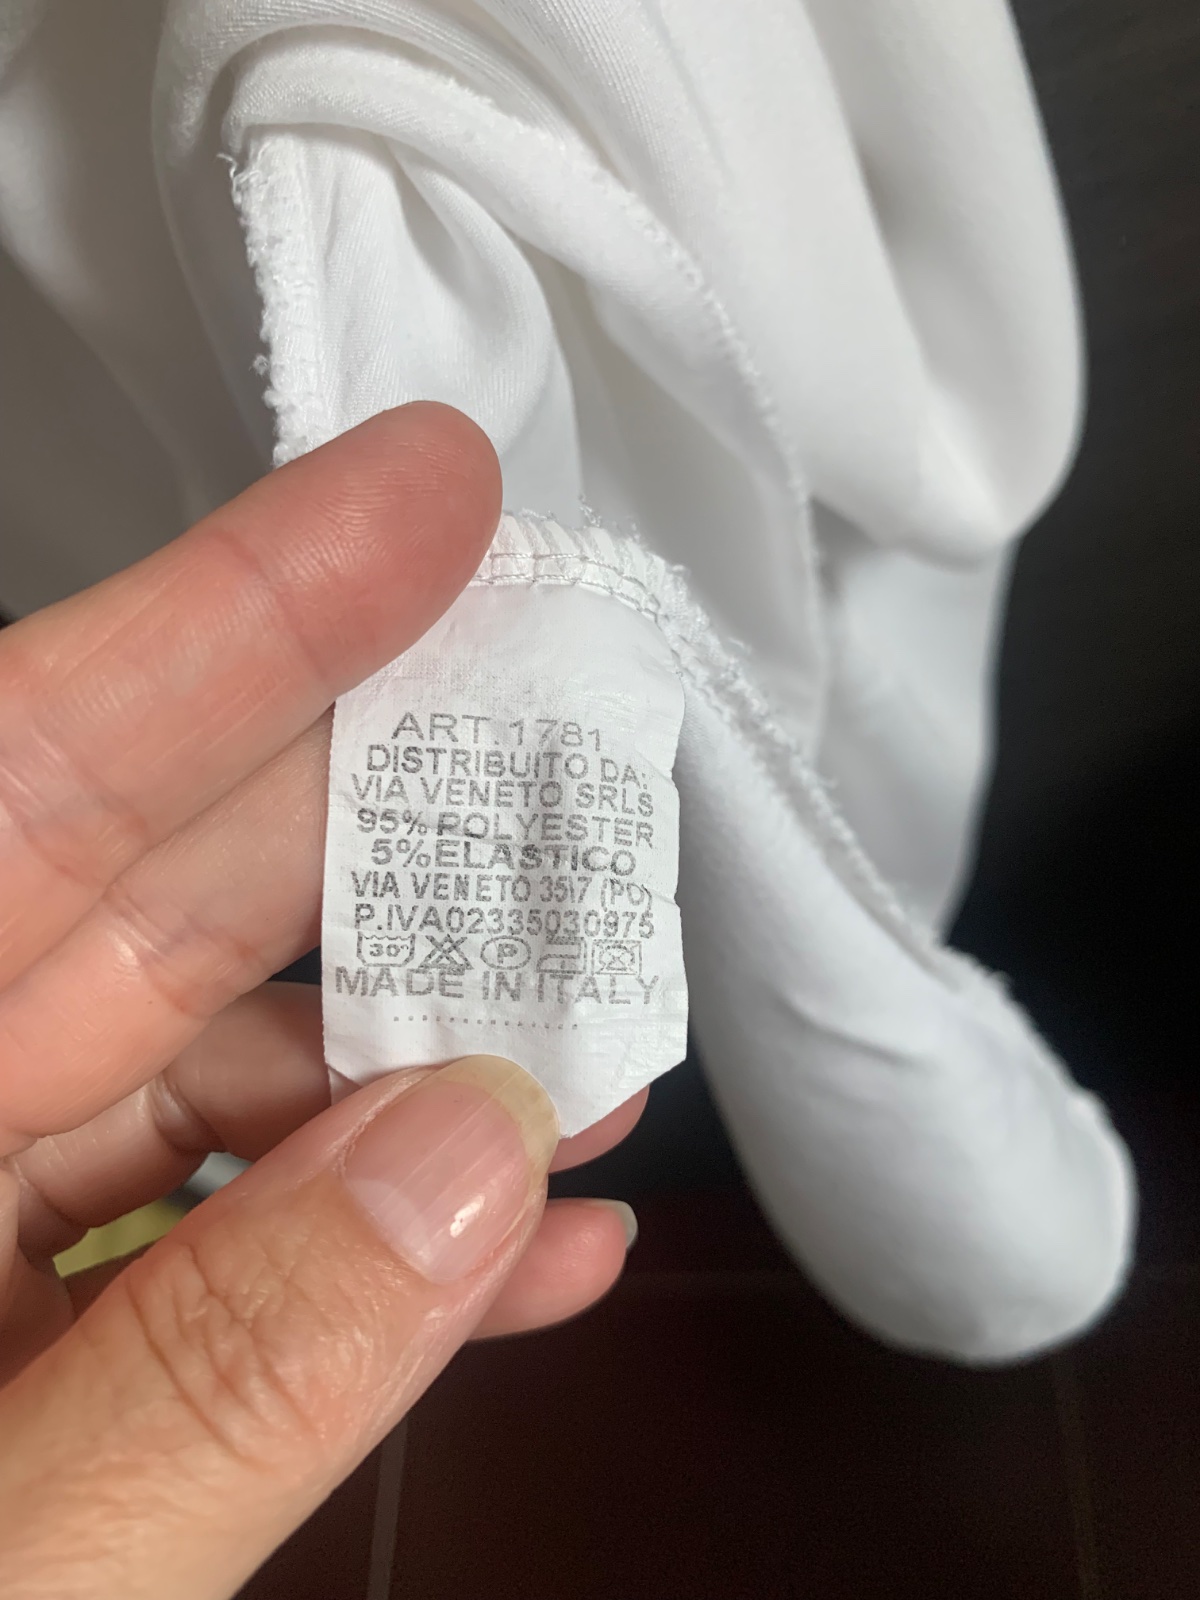 ART.1781
DISTRIBUITO DA:
VIA VENETO SRLS
95% POLYESTER
5%ELASTICO
VIA VENETO 35\7 (PO)
P.IVA02335030975
30° P
MADE IN ITALY